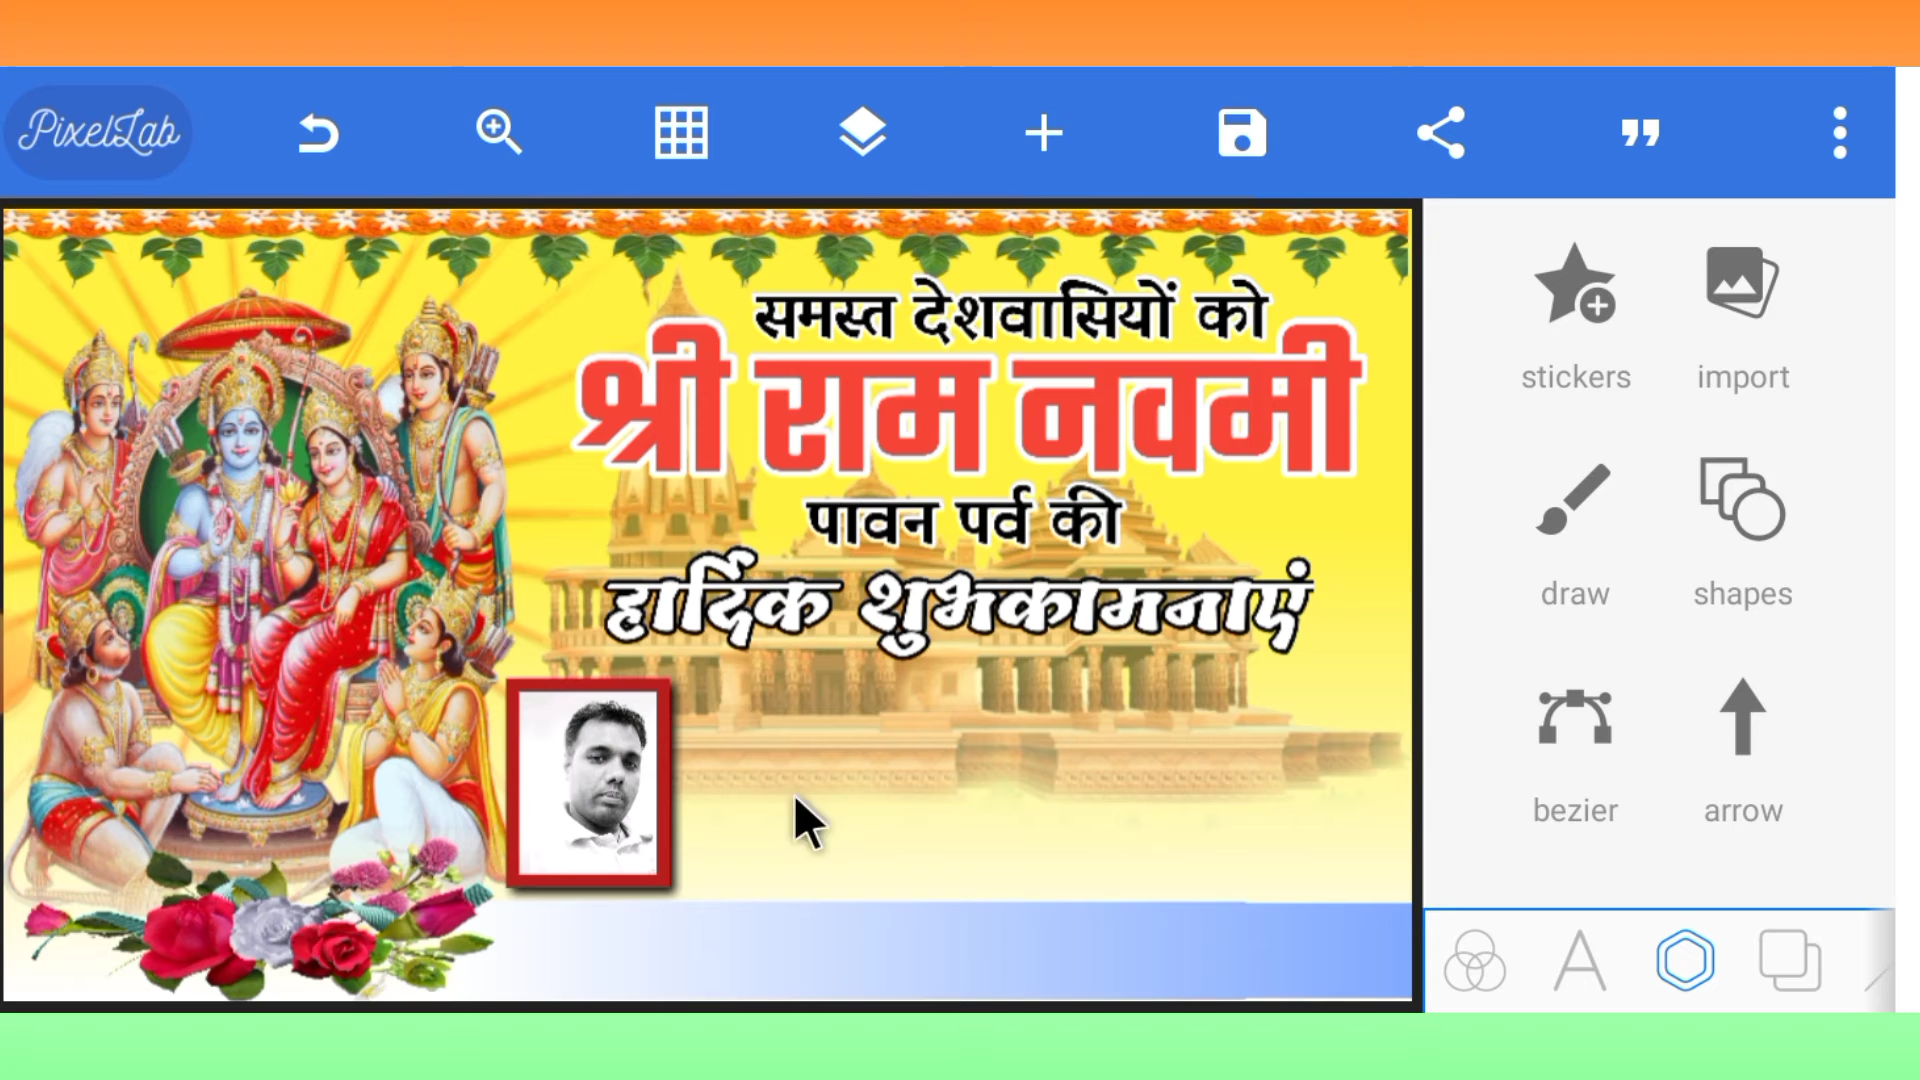 PixelLab
समस्त देशवासियों को
श्री राम नवमी
पावन पर्व की
हार्दिक शुभकामनाएं
stickers
import
draw
shapes
bezier
arrow